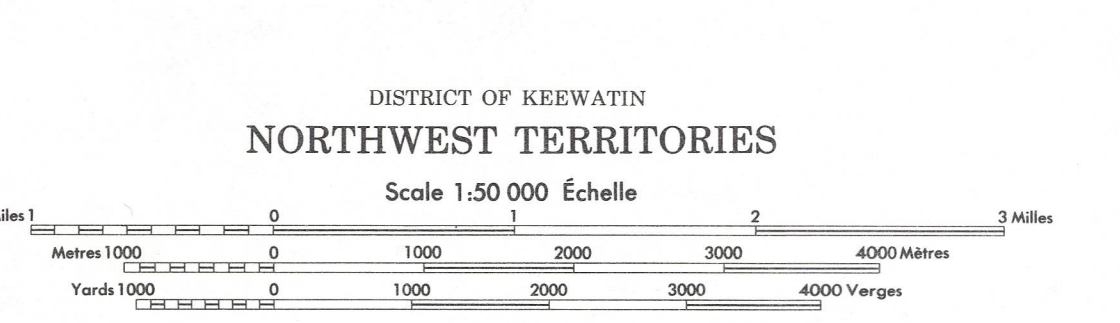 DISTRICT OF KEEWATIN
NORTHWEST TERRITORIES
Scale 1:50 000 Échelle
iles 1 0 1 2 3 Milles
Metres 1000 0 1000 2000 3000 4000 Mètres
Yards 1000 0 1000 2000 3000 4000 Verges